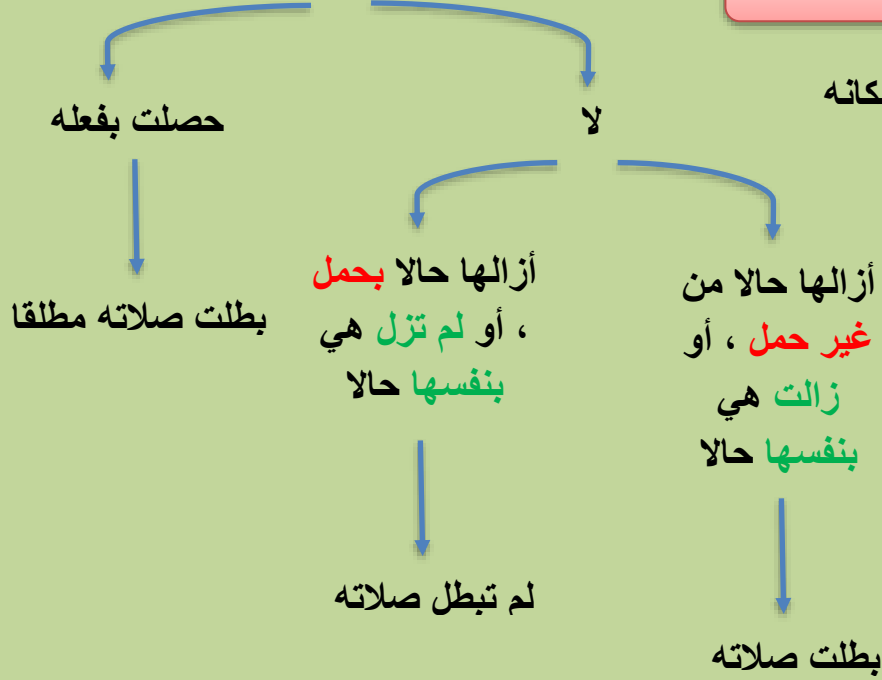 كانه
لا
حصلت بفعله
أزالها حالا من
غير حمل ، أو
زالت هي
بنفسها حالا
بطلت صلاته
أزالها حالا بحمل
، أو لم تزل هي
بنفسها حالا
لم تبطل صلاته
بطلت صلاته مطلقا